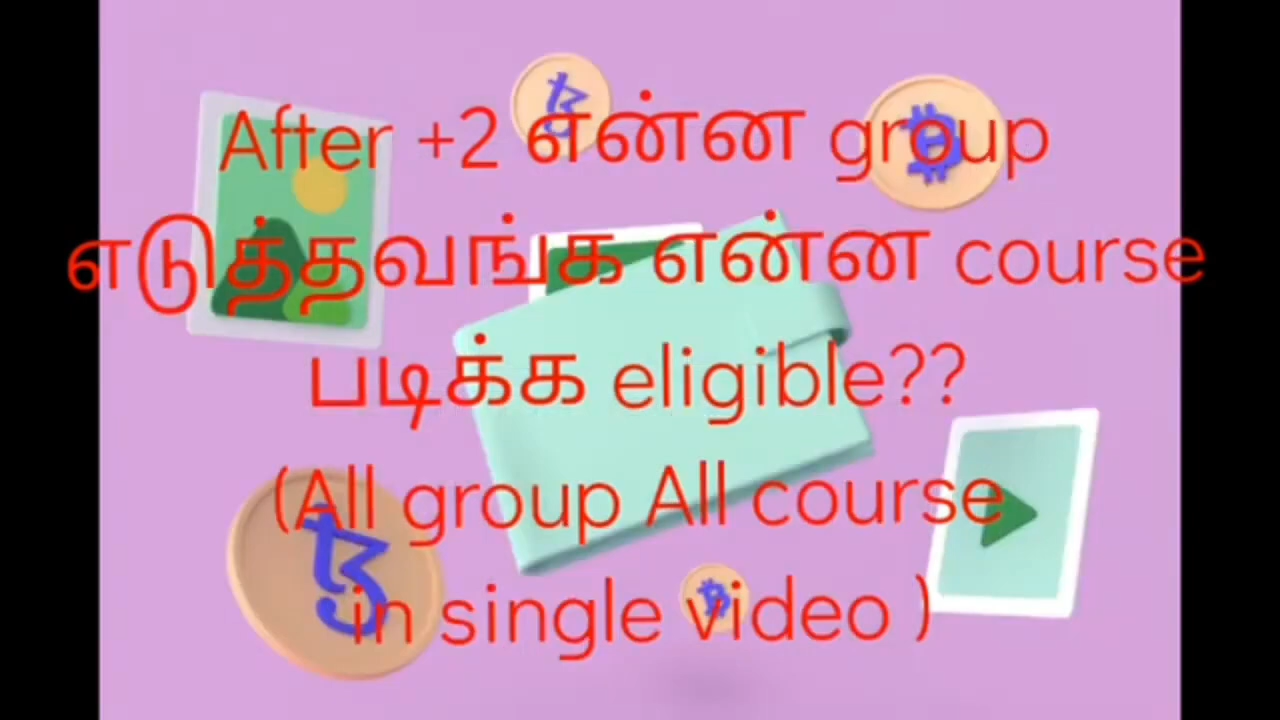 After +2 என்ன group
எடுத்தவங்க என்ன course
படிக்க eligible??
(All group All course
in single video )